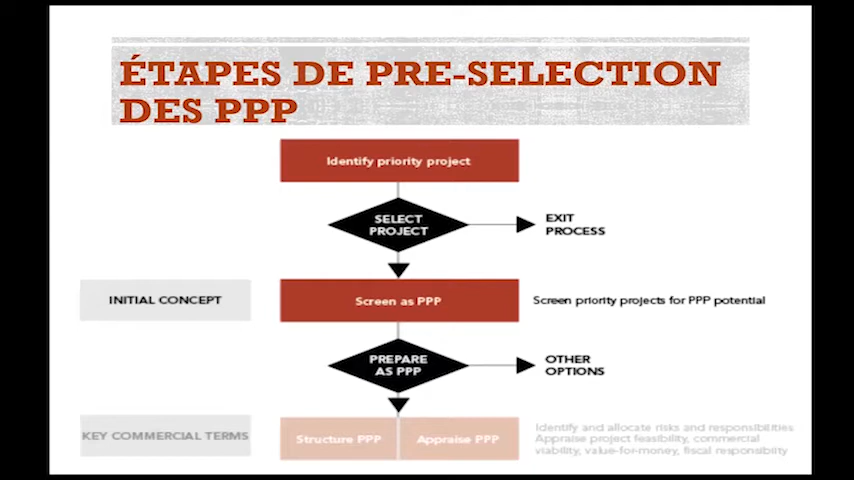 ÉTAPES DE PRE-SELECTION
DES PPP
Identify priority project
SELECT
PROJECT
EXIT
PROCESS
INITIAL CONCEPT
Screen as PPP
Screen priority projects for PPP potential
PREPARE
AS PPP
OTHER
OPTIONS
KEY COMMERCIAL TERMS
Structure PPP
Appraise PPP
Identify and allocate risks and responsibilities
Appraise project feasibility, commercial
viability, value-for-money, fiscal responsibility